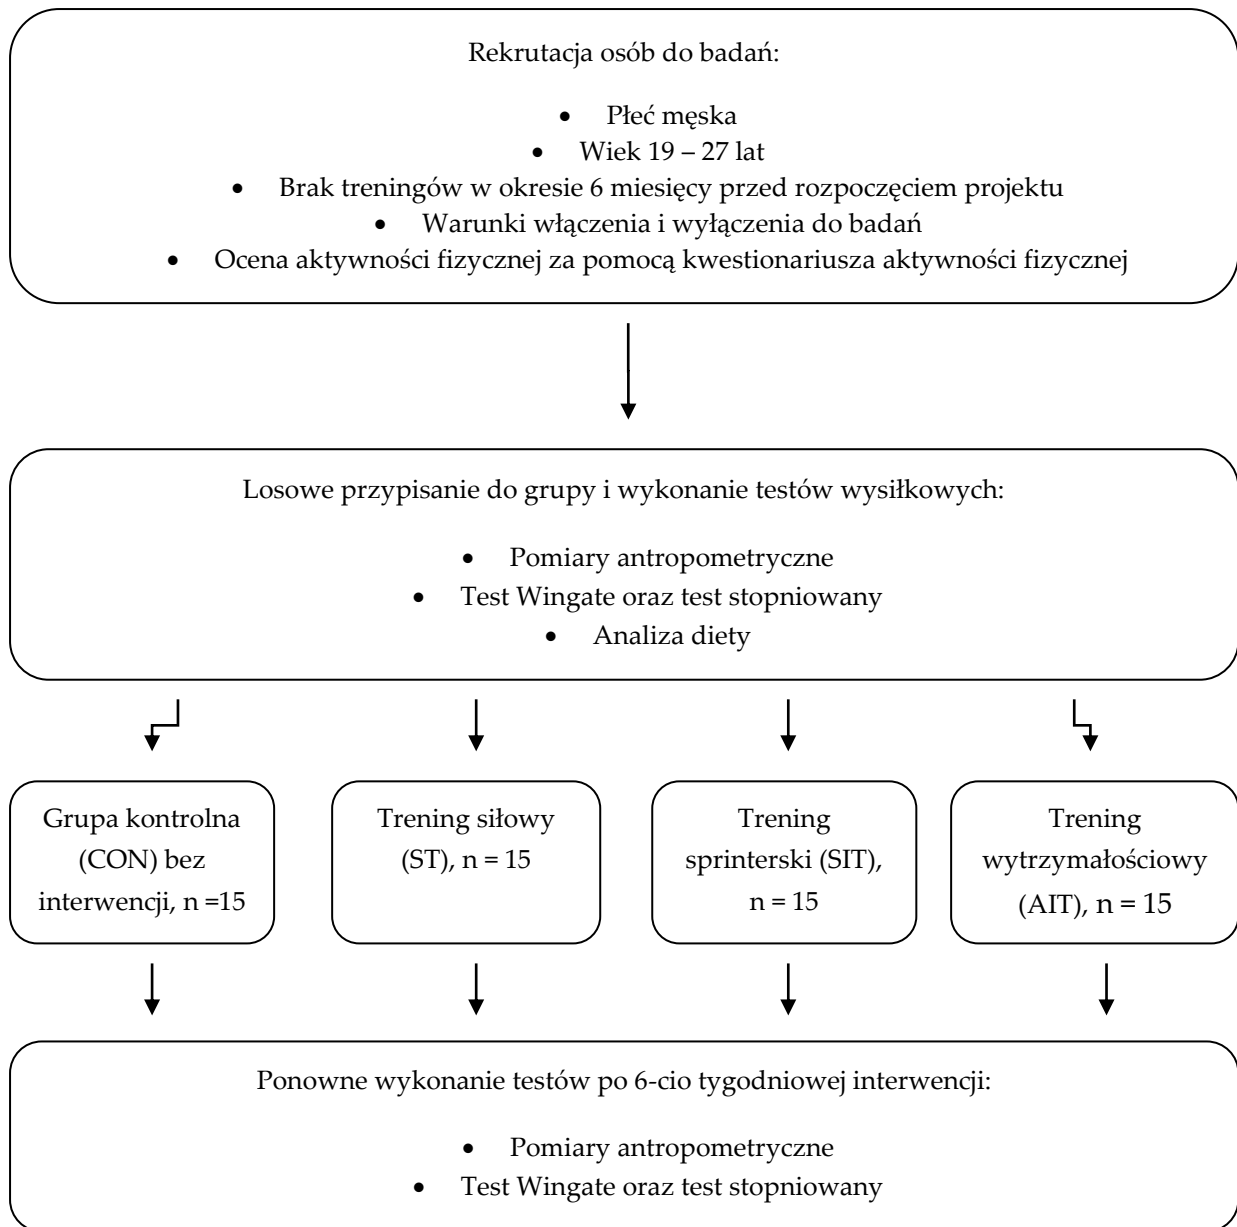 Rekrutacja osób do badań:
• Płeć męska
• Wiek 19 – 27 lat
• Brak treningów w okresie 6 miesięcy przed rozpoczęciem projektu
• Warunki włączenia i wyłączenia do badań
• Ocena aktywności fizycznej za pomocą kwestionariusza aktywności fizycznej
Losowe przypisanie do grupy i wykonanie testów wysiłkowych:
• Pomiary antropometryczne
• Test Wingate oraz test stopniowany
• Analiza diety
Grupa kontrolna
(CON) bez
interwencji, n =15
Trening siłowy
(ST), n = 15
Trening
sprinterski (SIT),
n = 15
Trening
wytrzymałościowy
(AIT), n = 15
Ponowne wykonanie testów po 6-cio tygodniowej interwencji:
• Pomiary antropometryczne
• Test Wingate oraz test stopniowany